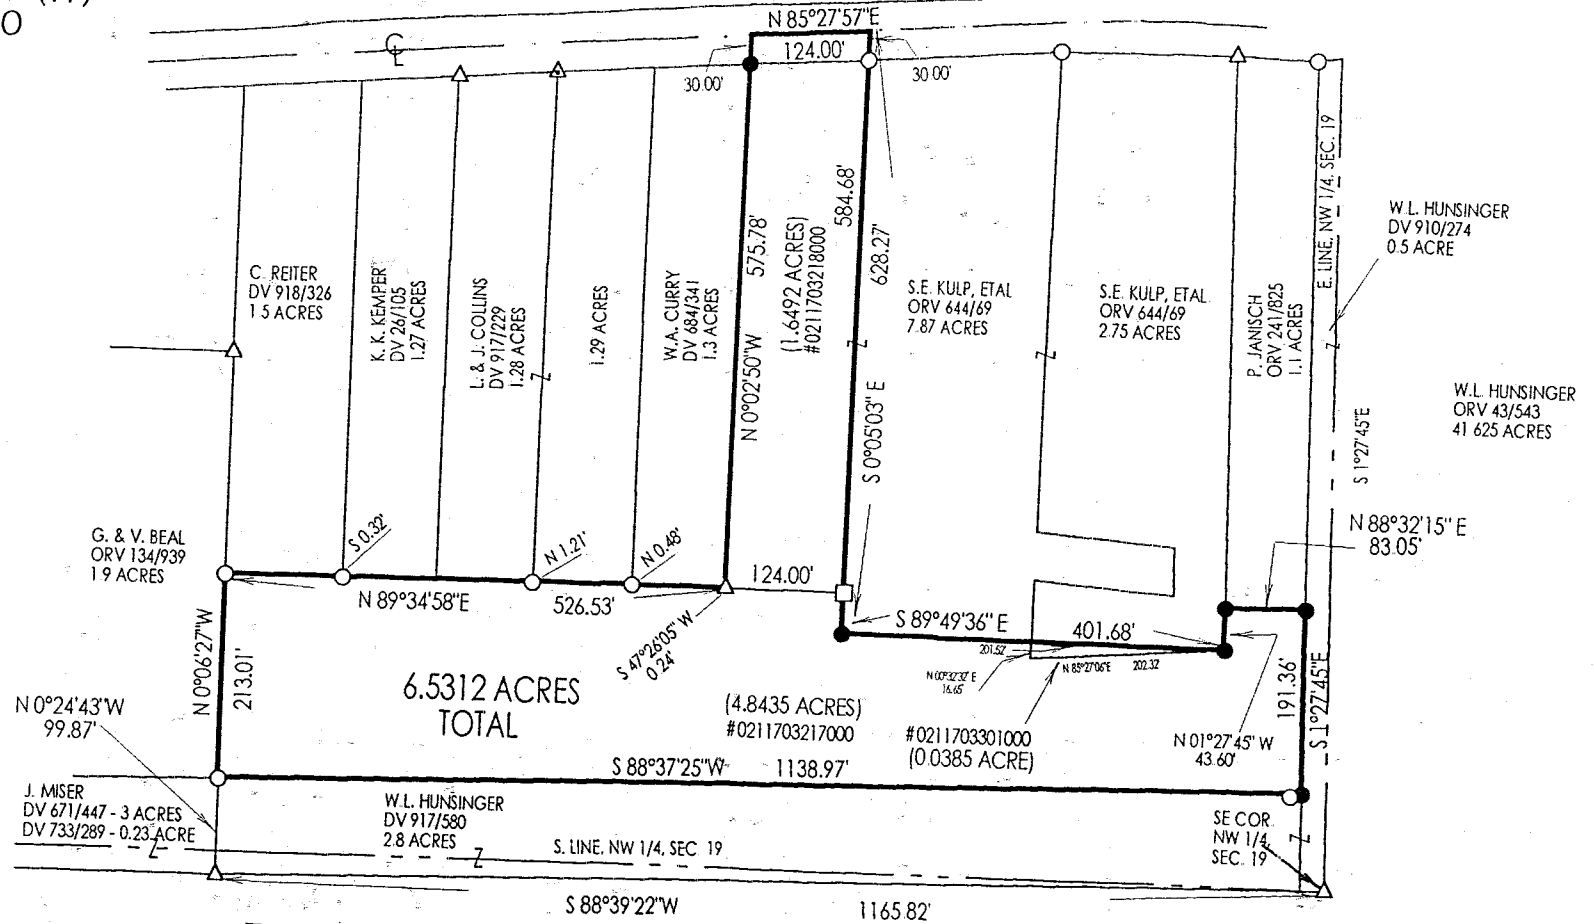 0
N 85°27'57"E
CL
124.00'
30.00'
30.00'
E. LINE, NW 1/4, SEC. 19
W.L. HUNSINGER
DV 910/274
0.5 ACRE
C. REITER
DV 918/326
1.5 ACRES
K. K. KEMPER
DV 26/105
1.27 ACRES
L. & J. COLLINS
DV 917/229
1.28 ACRES
1.29 ACRES
W.A. CURRY
DV 684/341
1.3 ACRES
575.78'
N 0°02'50"W
(1.6492 ACRES)
#0211703218000
584.68'
628.27'
S 0°05'03" E
S.E. KULP, ETAL
ORV 644/69
7.87 ACRES
S.E. KULP, ETAL
ORV 644/69
2.75 ACRES
P. JANISCH
ORV 241/825
1.1 ACRES
W.L. HUNSINGER
ORV 43/543
41 625 ACRES
S 1°27'45"E
G. & V. BEAL
ORV 134/939
1 9 ACRES
S 0.32'
N 1.21'
N 0.48'
N 88°32'15" E
83.05'
N 89°34'58"E
526.53'
124.00'
S 47°26'05" W
0.24'
S 89°49'36" E
401.68'
201.52'
N 00°32'32" E
16.65'
N 85°27'06"E
202.32'
N 0°06'27"W
213.01'
N 0°24'43"W
99.87'
6.5312 ACRES
TOTAL
(4.8435 ACRES)
#0211703217000
#0211703301000
(0.0385 ACRE)
N 01°27'45" W
43.60'
191.36'
S 1°27'45"E
S 88°37'25"W
1138.97'
J. MISER
DV 671/447 - 3 ACRES
DV 733/289 - 0.23 ACRE
W.L. HUNSINGER
DV 917/580
2.8 ACRES
S. LINE, NW 1/4, SEC 19
SE COR.
NW 1/4,
SEC. 19
S 88°39'22"W
1165.82'